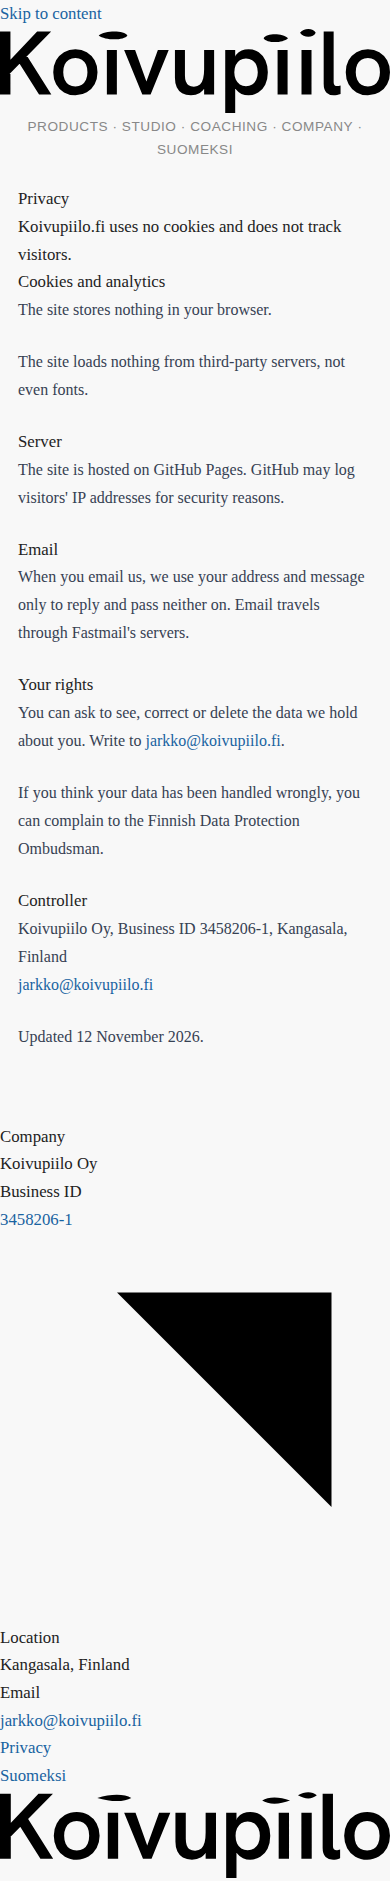 Skip to content
Koivupiilo
PRODUCTS · STUDIO · COACHING · COMPANY ·
SUOMEKSI
Privacy
Koivupiilo.fi uses no cookies and does not track
visitors.
Cookies and analytics
The site stores nothing in your browser.
The site loads nothing from third-party servers, not
even fonts.
Server
The site is hosted on GitHub Pages. GitHub may log
visitors' IP addresses for security reasons.
Email
When you email us, we use your address and message
only to reply and pass neither on. Email travels
through Fastmail's servers.
Your rights
You can ask to see, correct or delete the data we hold
about you. Write to jarkko@koivupiilo.fi.
If you think your data has been handled wrongly, you
can complain to the Finnish Data Protection
Ombudsman.
Controller
Koivupiilo Oy, Business ID 3458206-1, Kangasala,
Finland
jarkko@koivupiilo.fi
Updated 12 November 2026.
Company
Koivupiilo Oy
Business ID
3458206-1
Location
Kangasala, Finland
Email
jarkko@koivupiilo.fi
Privacy
Suomeksi
Koivupiilo